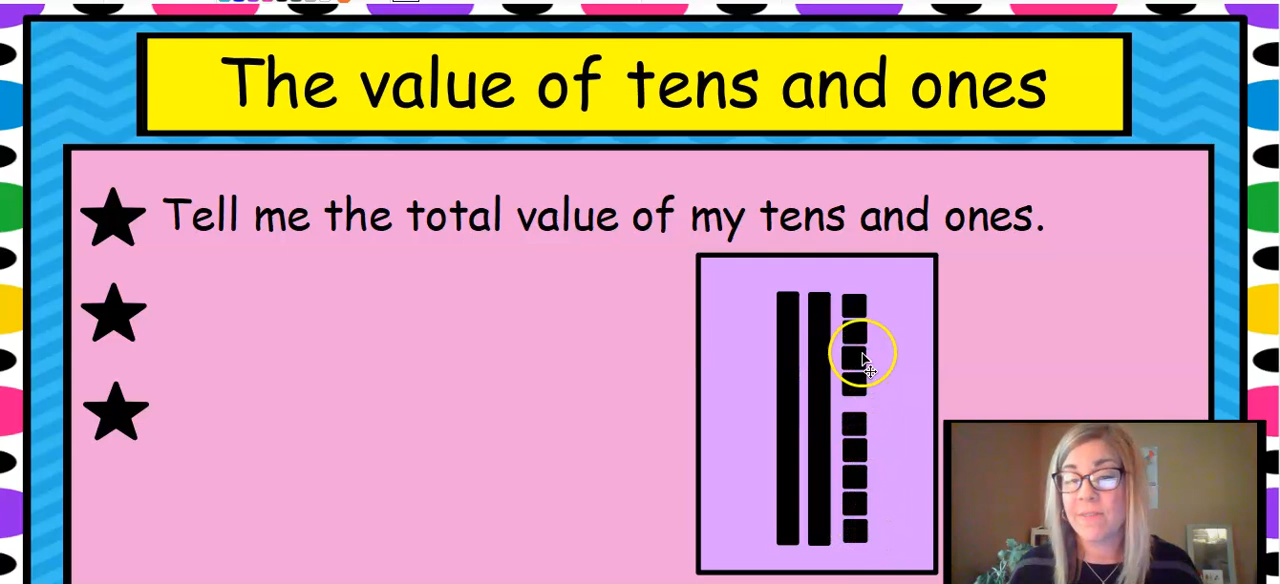 The value of tens and ones
Tell me the total value of my tens and ones.